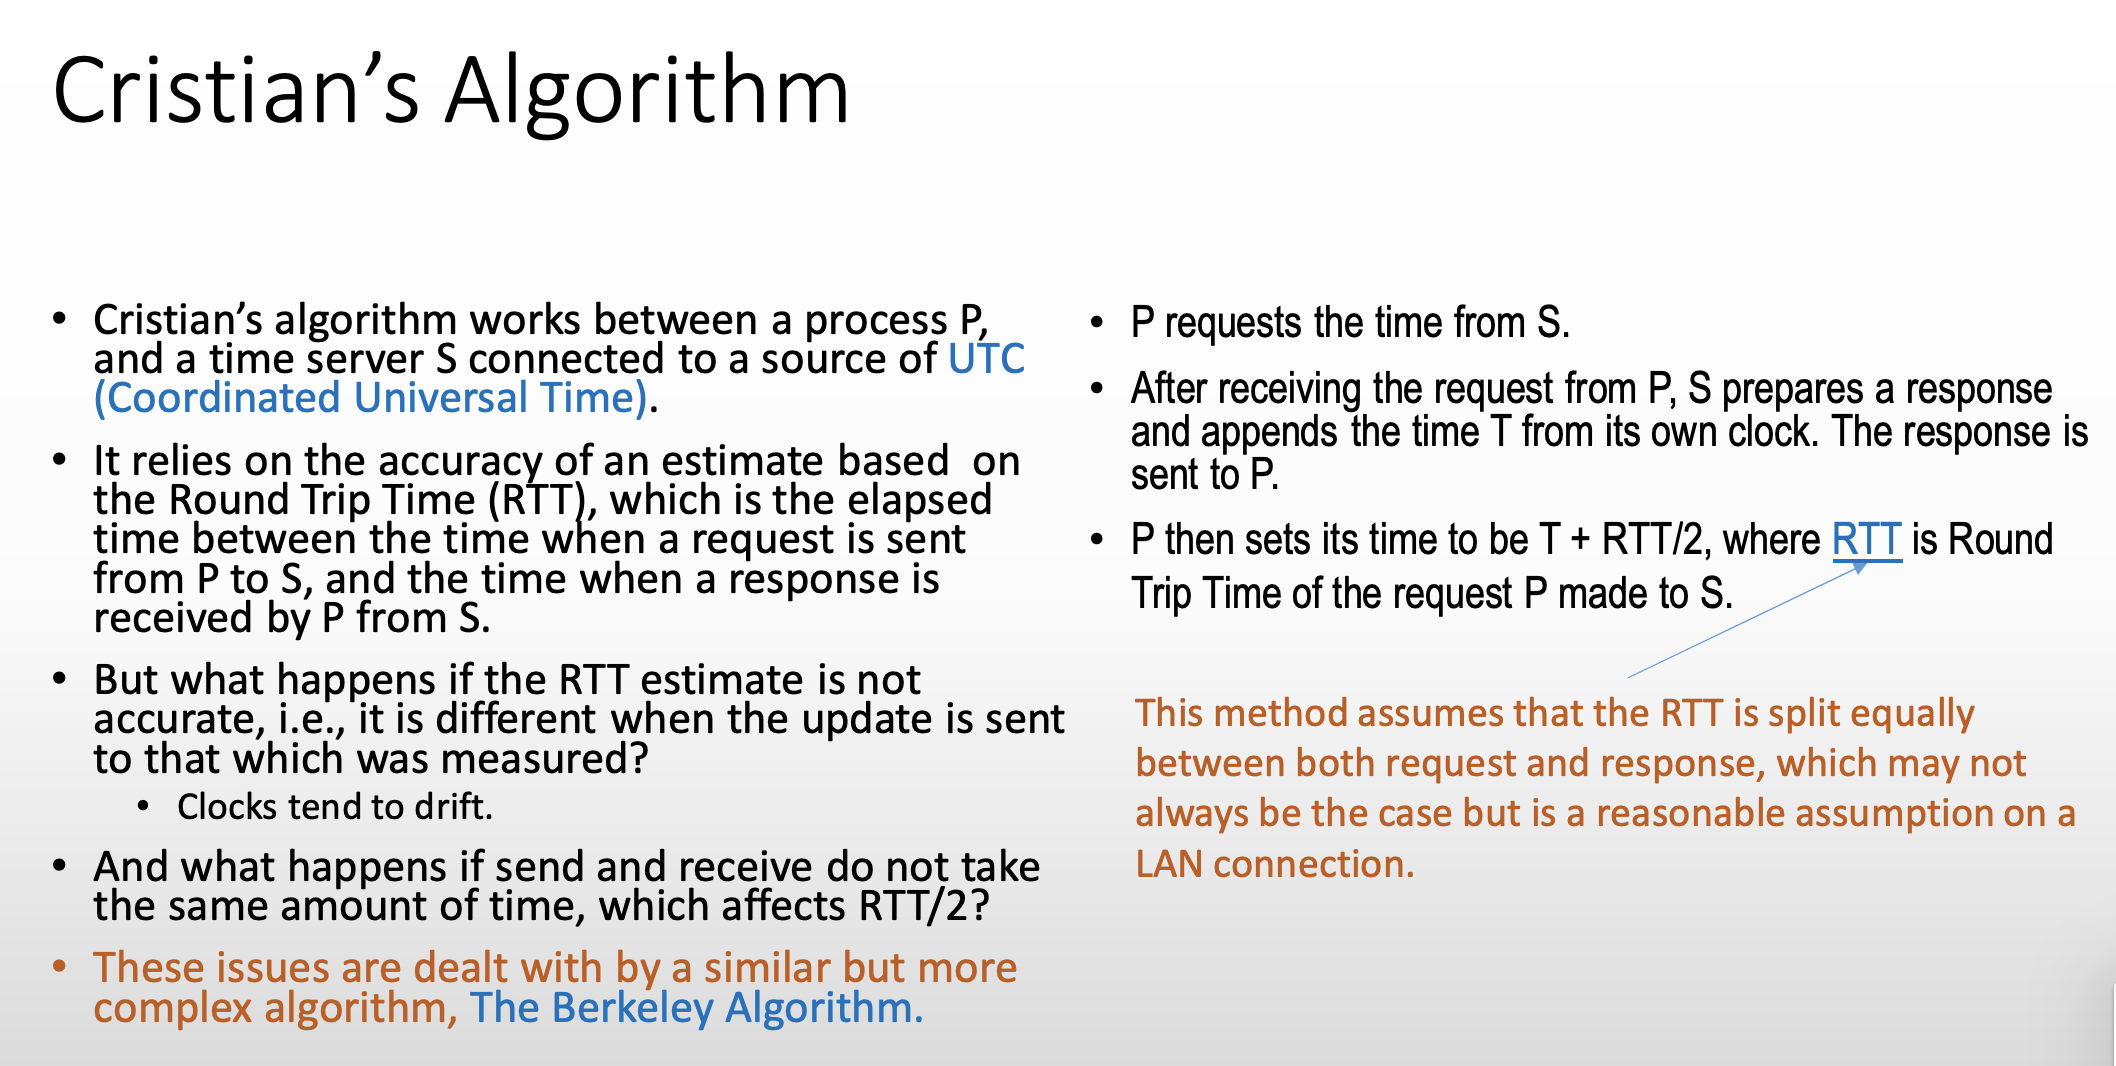 Cristian’s Algorithm
• Cristian’s algorithm works between a process P,
and a time server S connected to a source of UTC
(Coordinated Universal Time).
• It relies on the accuracy of an estimate based  on
the Round Trip Time (RTT), which is the elapsed
time between the time when a request is sent
from P to S, and the time when a response is
received by P from S.
• But what happens if the RTT estimate is not
accurate, i.e., it is different when the update is sent
to that which was measured?
• Clocks tend to drift.
• And what happens if send and receive do not take
the same amount of time, which affects RTT/2?
• These issues are dealt with by a similar but more
complex algorithm, The Berkeley Algorithm.
• P requests the time from S.
• After receiving the request from P, S prepares a response
and appends the time T from its own clock. The response is
sent to P.
• P then sets its time to be T + RTT/2, where RTT is Round
Trip Time of the request P made to S.
This method assumes that the RTT is split equally
between both request and response, which may not
always be the case but is a reasonable assumption on a
LAN connection.